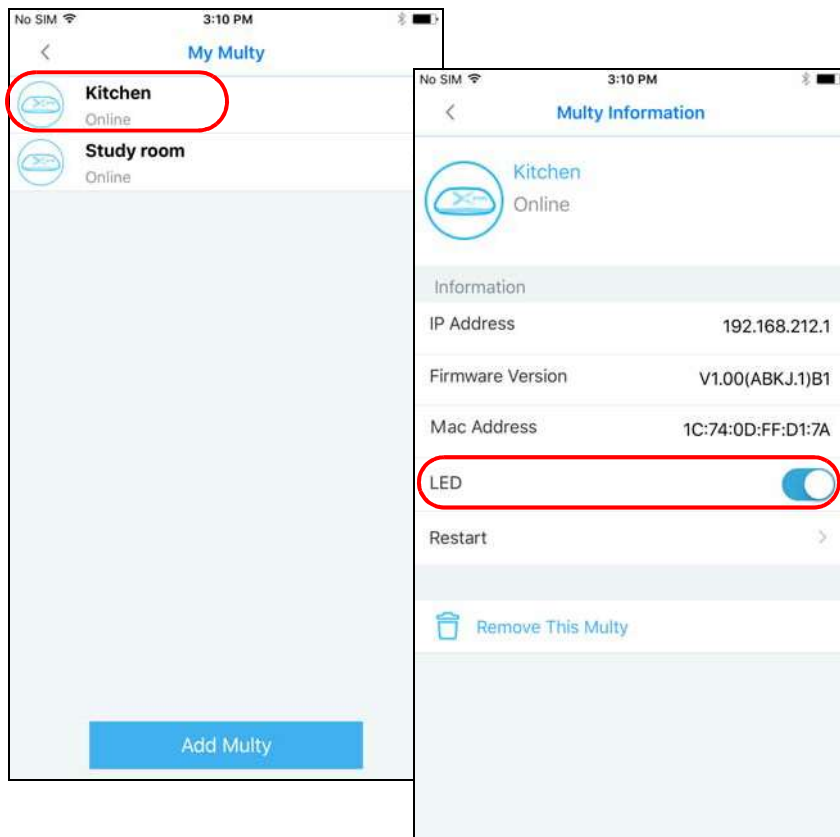 No SIM 3:10 PM
My Multy
Kitchen
Online
Study room
Online
Add Multy
No SIM 3:10 PM
Multy Information
Kitchen
Online
Information
IP Address 192.168.212.1
Firmware Version V1.00(ABKJ.1)B1
Mac Address 1C:74:0D:FF:D1:7A
LED
Restart
Remove This Multy